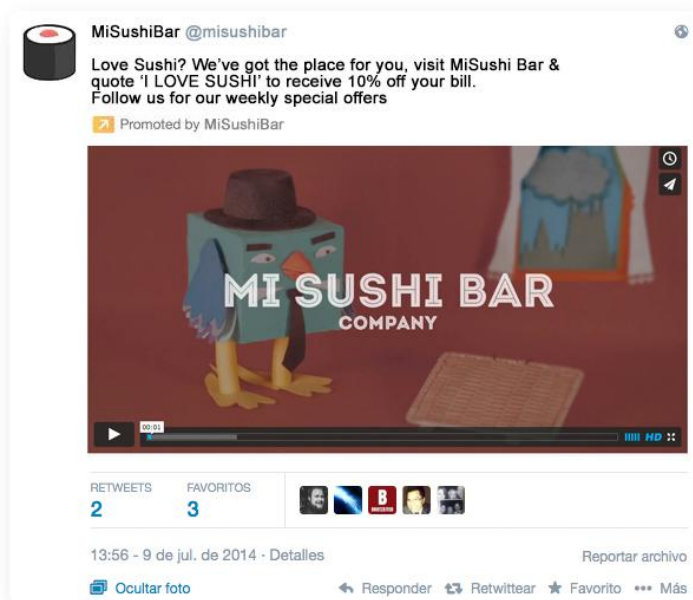 MiSushiBar @misushibar
Love Sushi? We've got the place for you, visit MiSushi Bar &
quote 'I LOVE SUSHI' to receive 10% off your bill.
Follow us for our weekly special offers
Promoted by MiSushiBar
MI SUSHI BAR
COMPANY
00:01
HD
RETWEETS FAVORITOS
2 3
B
13:56 - 9 de jul. de 2014 · Detalles Reportar archivo
Ocultar foto Responder Retwittear Favorito ••• Más